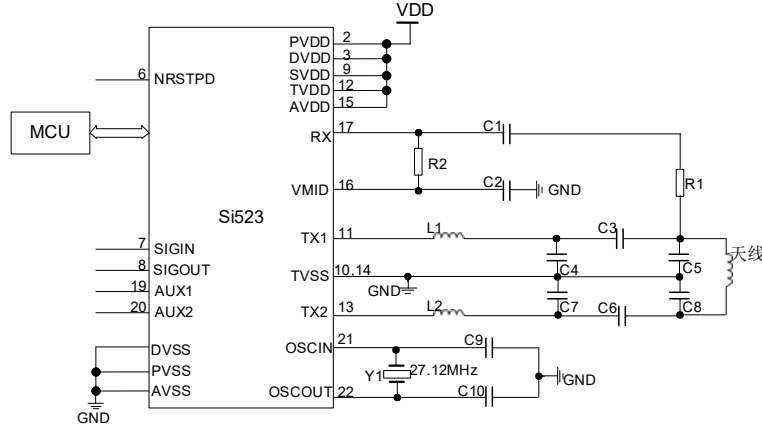 VDD
PVDD 2
DVDD 3
SVDD 9
TVDD 12
AVDD 15
6 NRSTPD
MCU
RX 17
C1
R2
VMID 16
C2
GND
R1
Si523
TX1 11
L1
C3
7 SIGIN
8 SIGOUT
19 AUX1
20 AUX2
TVSS 10,14
GND
C4
C5
天线
TX2 13
L2
C7
C6
C8
DVSS
PVSS
AVSS
GND
OSCIN 21
C9
Y1
27.12MHz
GND
OSCOUT 22
C10